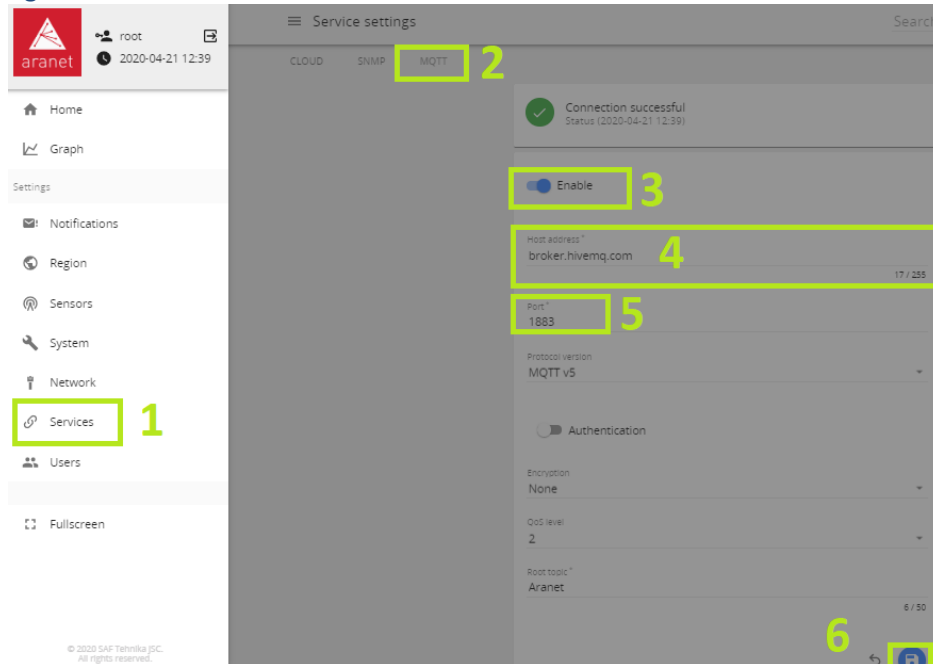 root
aranet
2020-04-21 12:39
Home
Graph
Settings
Notifications
Region
Sensors
System
Network
Services
1
Users
Fullscreen
© 2020 SAF Tehnika JSC.
All rights reserved.
Service settings
Search
CLOUD SNMP MQTT
2
Connection successful
Status (2020-04-21 12:39)
Enable
3
Host address *
broker.hivemq.com
4
17 / 255
Port *
1883
5
Protocol version
MQTT v5
Authentication
Encryption
None
QoS level
2
Root topic *
Aranet
6 / 50
6